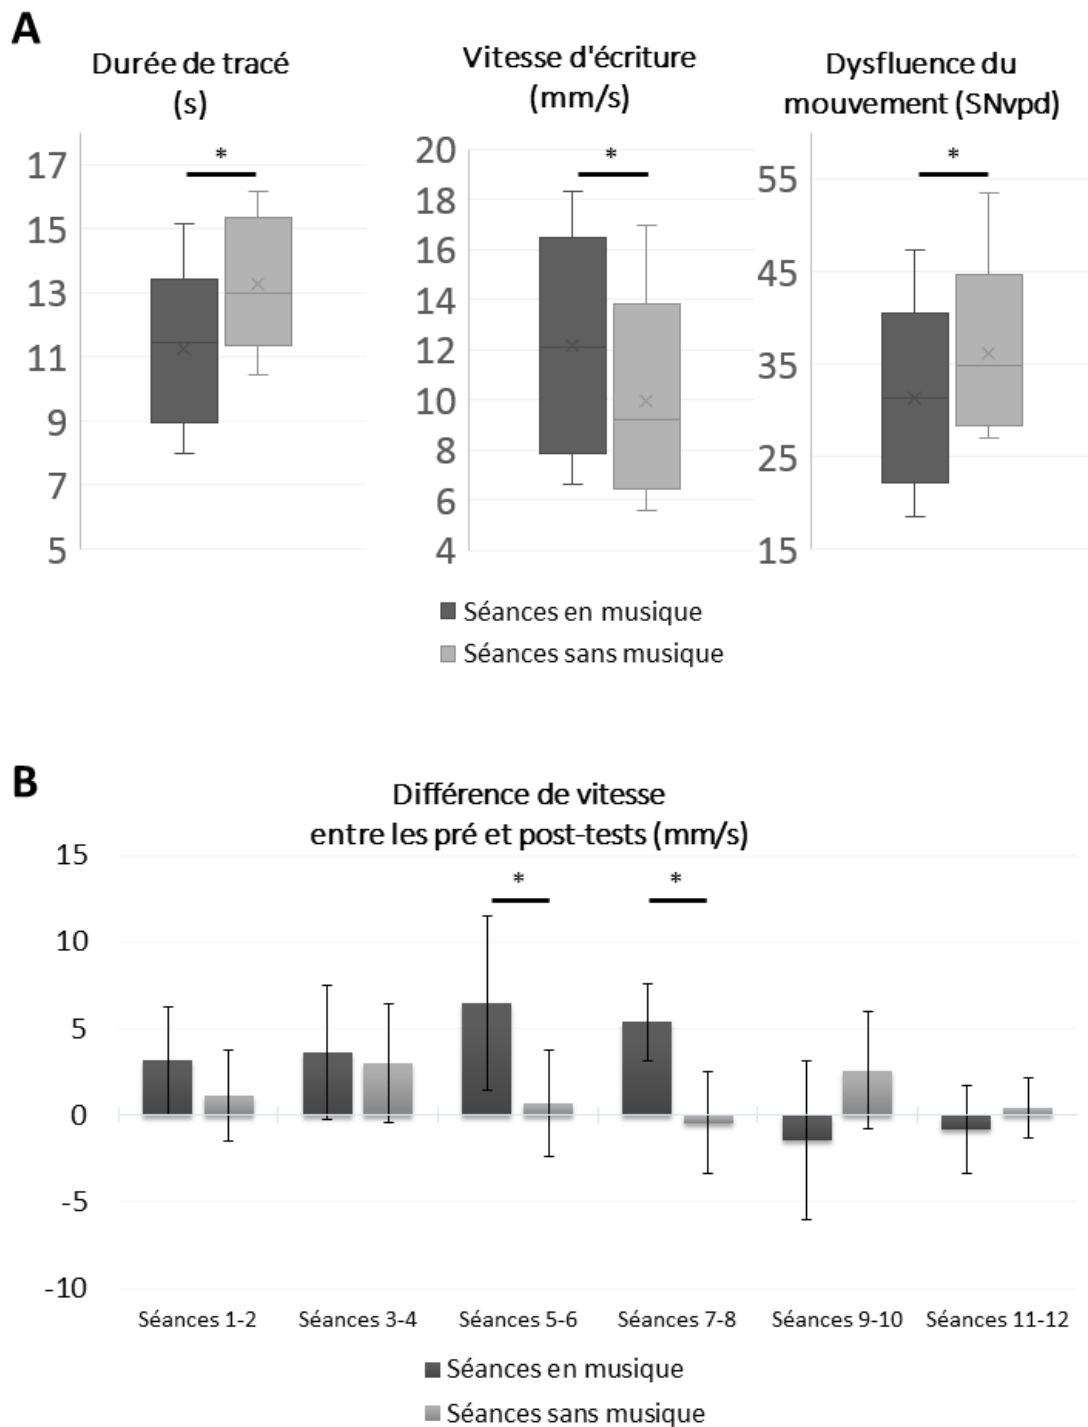 A
Durée de tracé
(s)
Vitesse d'écriture
(mm/s)
Dysfluence du
mouvement (SNvpd)
17
15
13
11
9
7
5
*
20
18
16
14
12
10
8
6
4
*
55
45
35
25
15
*
Séances en musique
Séances sans musique
B
Différence de vitesse
entre les pré et post-tests (mm/s)
15
10
5
0
-5
-10
*
*
Séances 1-2
Séances 3-4
Séances 5-6
Séances 7-8
Séances 9-10
Séances 11-12
Séances en musique
Séances sans musique